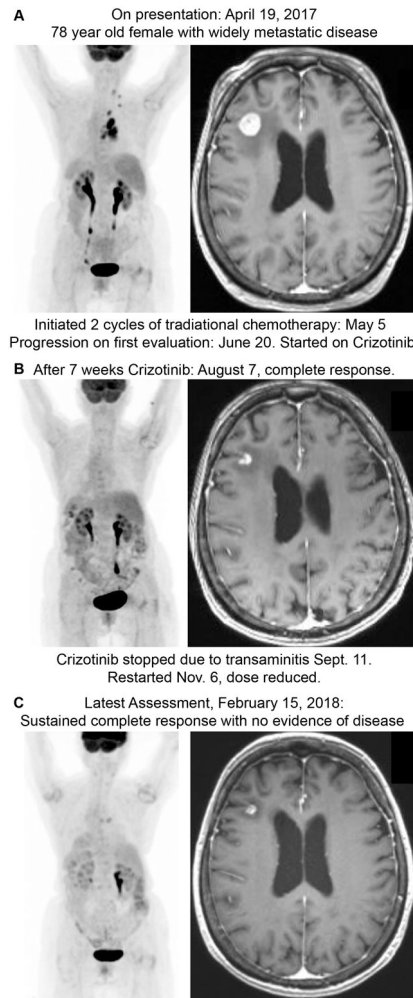 A On presentation: April 19, 2017
78 year old female with widely metastatic disease
Initiated 2 cycles of tradiational chemotherapy: May 5
Progression on first evaluation: June 20. Started on Crizotinib
B After 7 weeks Crizotinib: August 7, complete response.
Crizotinib stopped due to transaminitis Sept. 11.
Restarted Nov. 6, dose reduced.
C Latest Assessment, February 15, 2018:
Sustained complete response with no evidence of disease